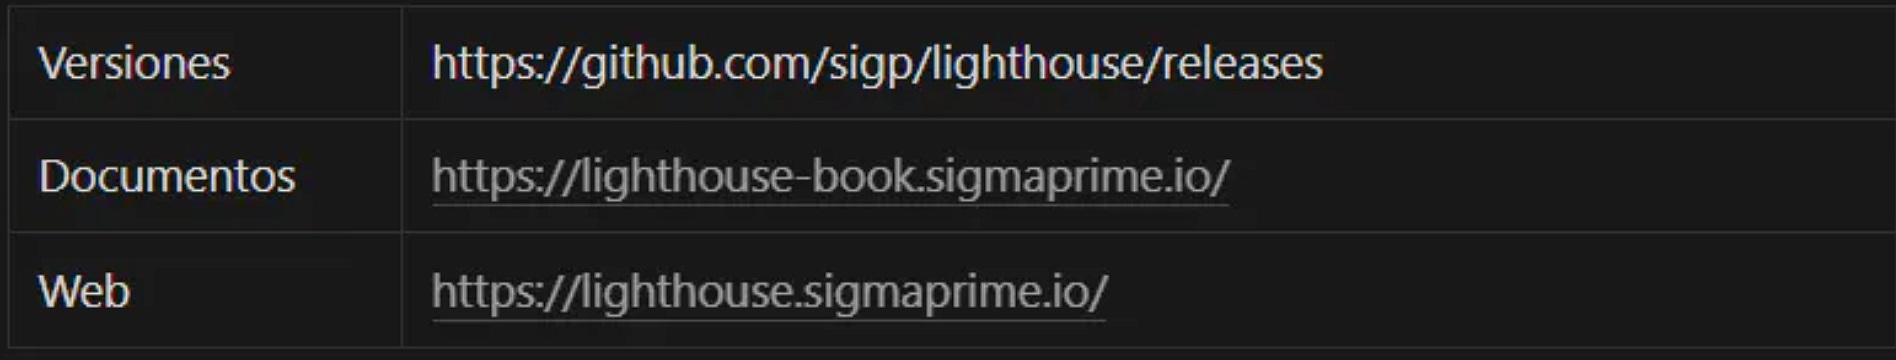 Versiones https://github.com/sigp/lighthouse/releases
Documentos https://lighthouse-book.sigmaprime.io/
Web https://lighthouse.sigmaprime.io/